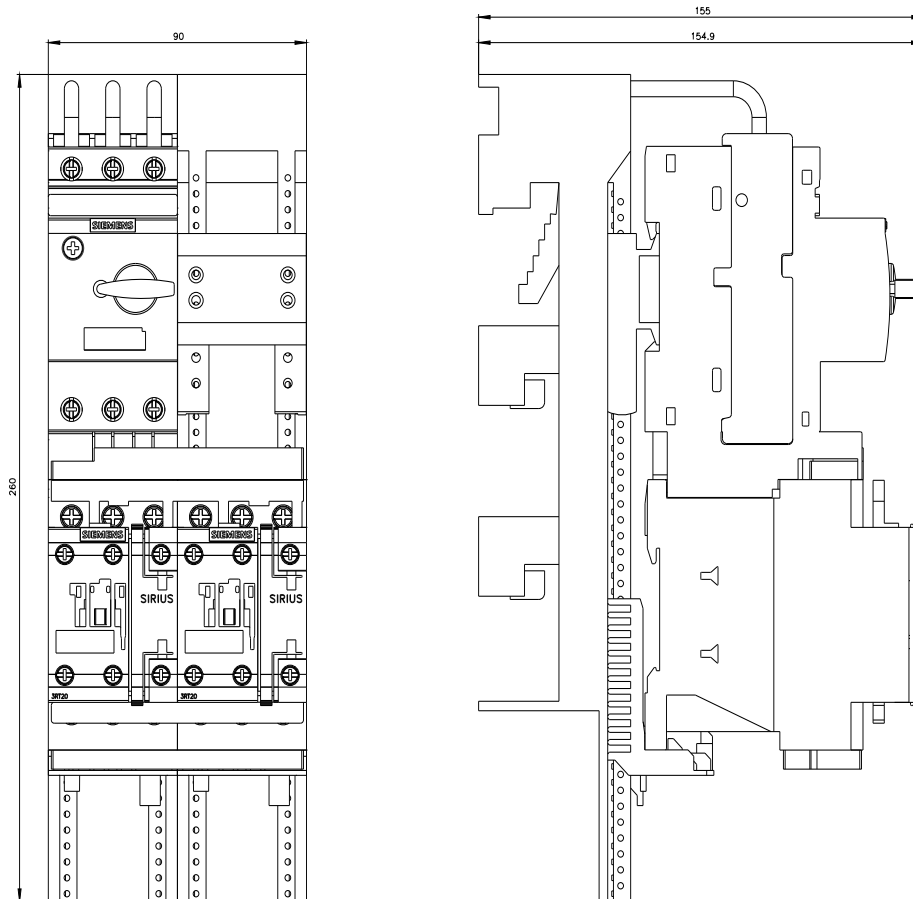 155
90
154.9
SIEMENS
260
SIEMENS SIEMENS
SIRIUS SIRIUS
3RT20 3RT20